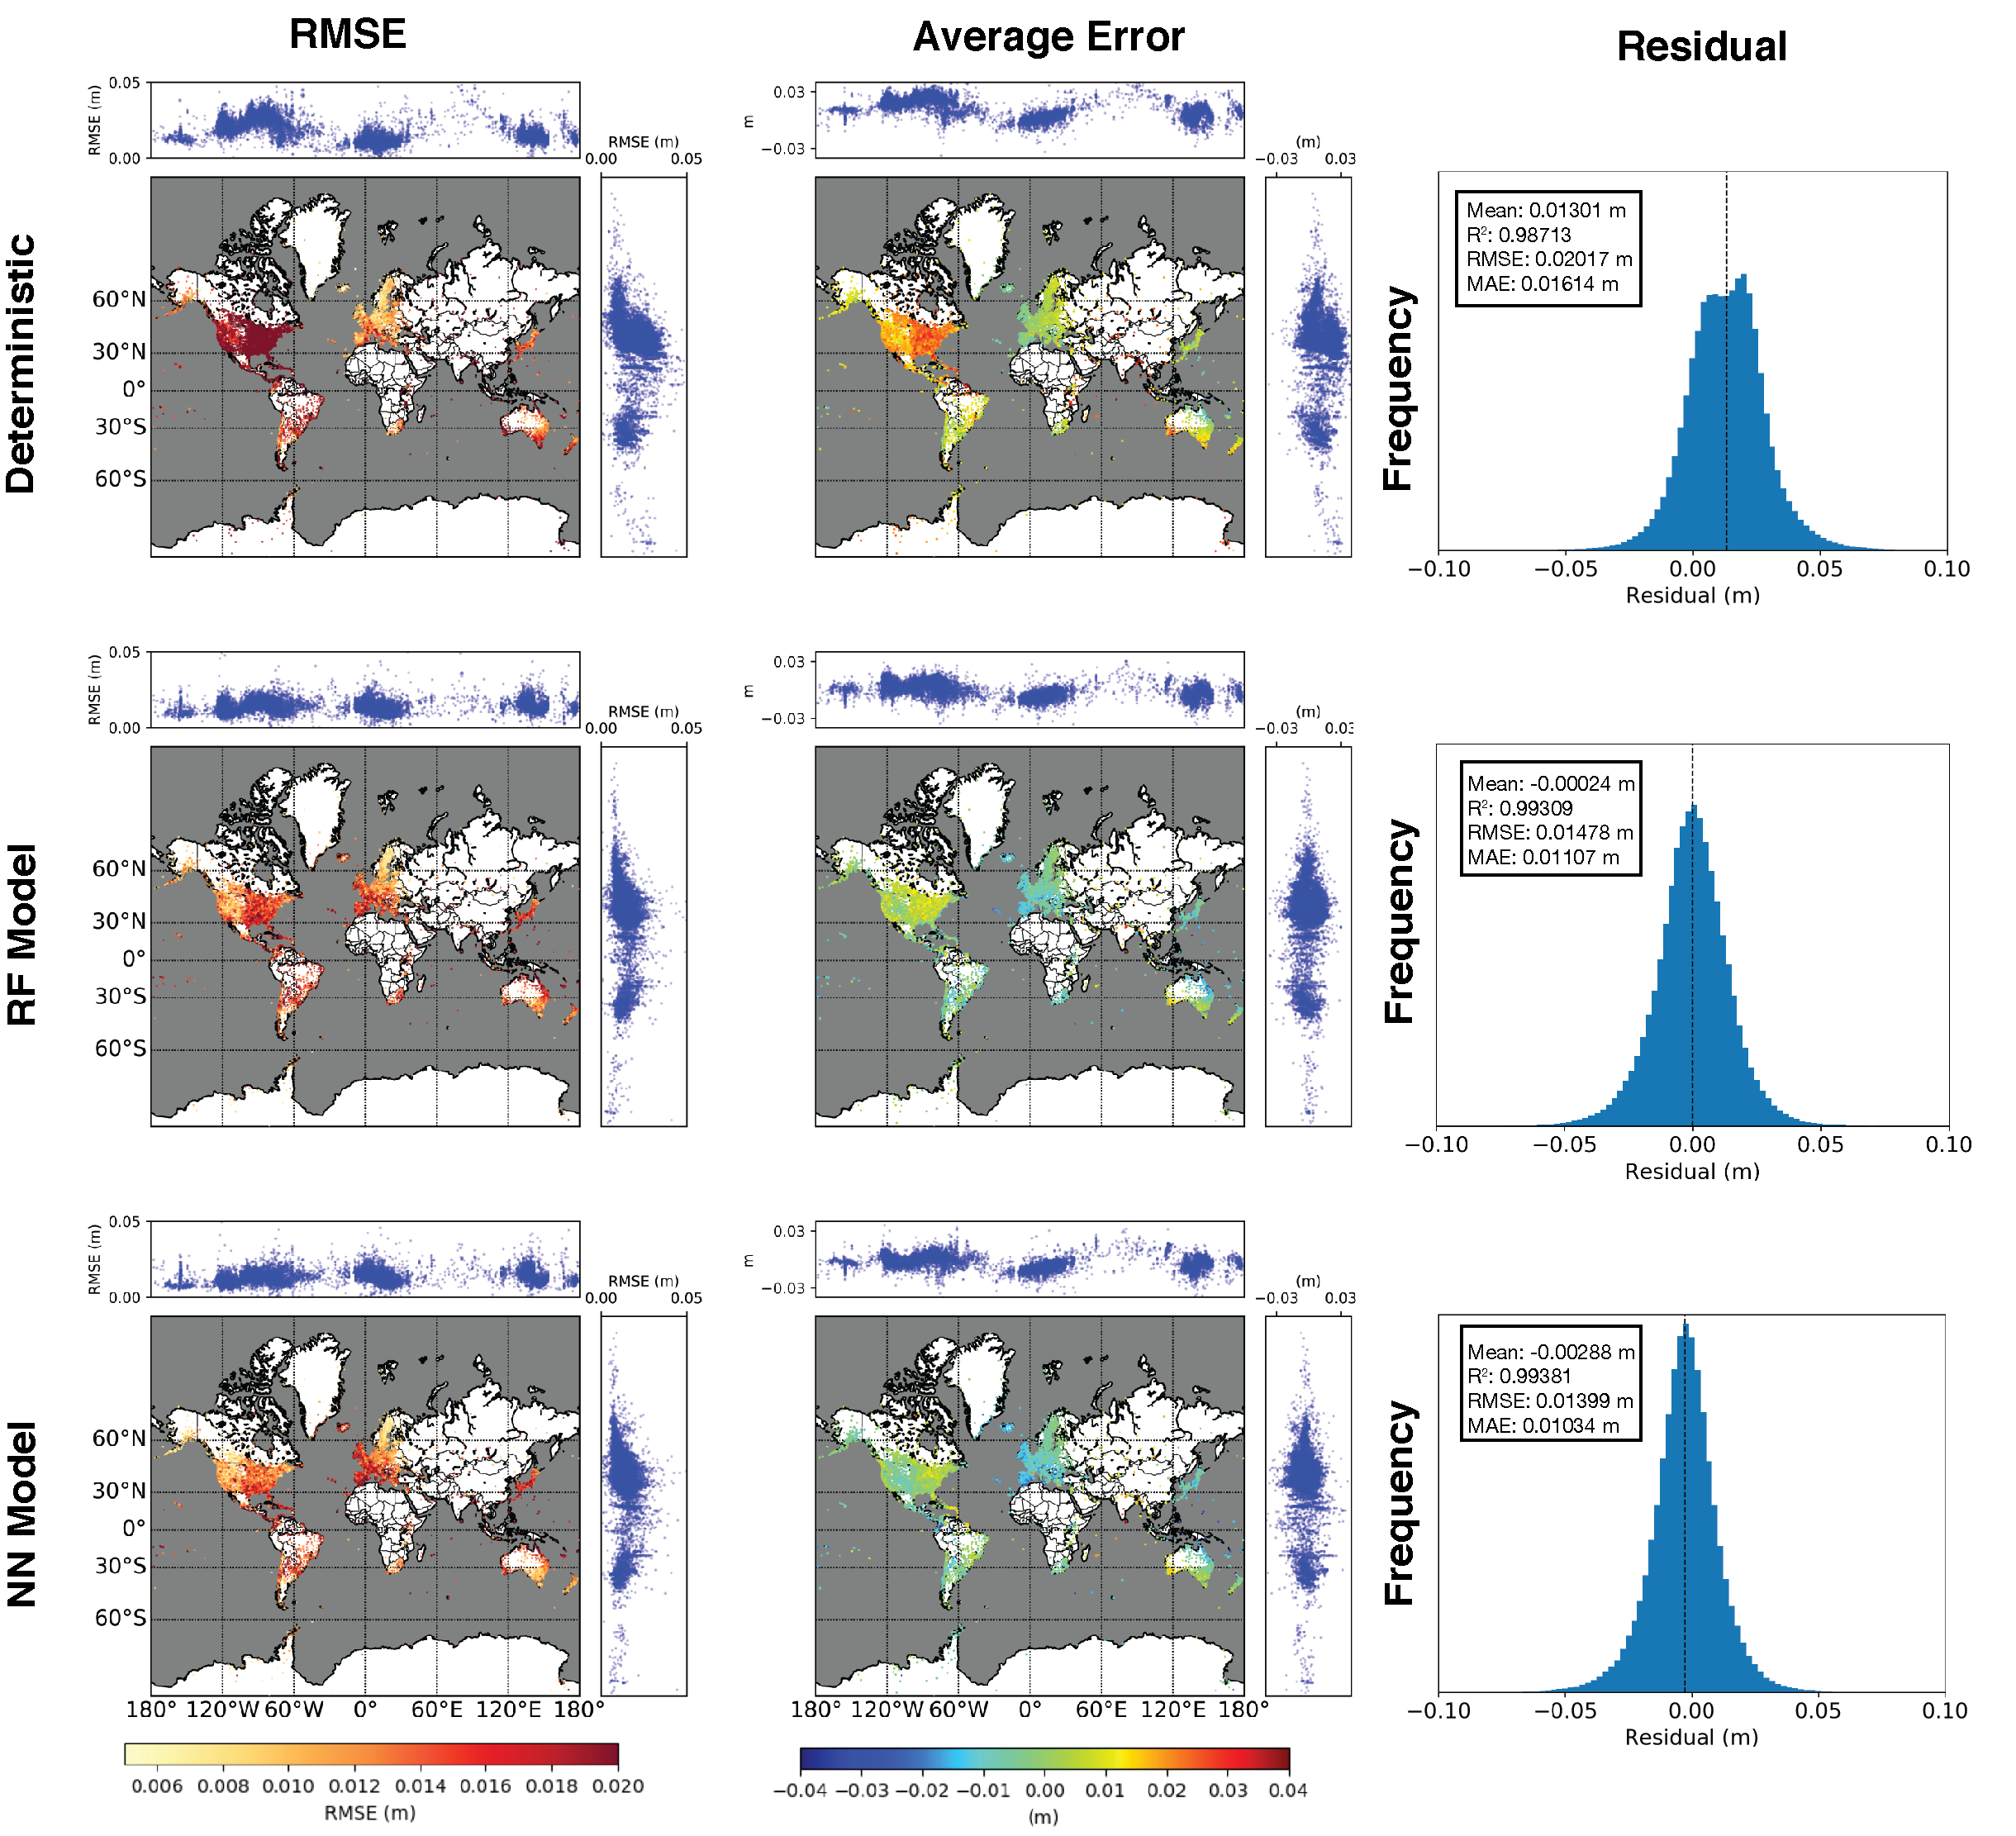 RMSE
Average Error
Residual
Deterministic
RMSE (m)
0.05
0.00
RMSE (m)
0.00
0.05
60°N
30°N
0°
30°S
60°S
m
0.03
−0.03
(m)
−0.03
0.03
Frequency
Mean: 0.01301 m
R²: 0.98713
RMSE: 0.02017 m
MAE: 0.01614 m
−0.10
−0.05
0.00
0.05
0.10
Residual (m)
RF Model
RMSE (m)
0.05
0.00
RMSE (m)
0.00
0.05
60°N
30°N
0°
30°S
60°S
m
0.03
−0.03
(m)
−0.03
0.03
Frequency
Mean: -0.00024 m
R²: 0.99309
RMSE: 0.01478 m
MAE: 0.01107 m
−0.10
−0.05
0.00
0.05
0.10
Residual (m)
NN Model
RMSE (m)
0.05
0.00
RMSE (m)
0.00
0.05
60°N
30°N
0°
30°S
60°S
180°
120°W
60°W
0°
60°E
120°E
180°
m
0.03
−0.03
(m)
−0.03
0.03
180°
120°W
60°W
0°
60°E
120°E
180°
Frequency
Mean: -0.00288 m
R²: 0.99381
RMSE: 0.01399 m
MAE: 0.01034 m
−0.10
−0.05
0.00
0.05
0.10
Residual (m)
0.006
0.008
0.010
0.012
0.014
0.016
0.018
0.020
RMSE (m)
−0.04
−0.03
−0.02
−0.01
0.00
0.01
0.02
0.03
0.04
(m)